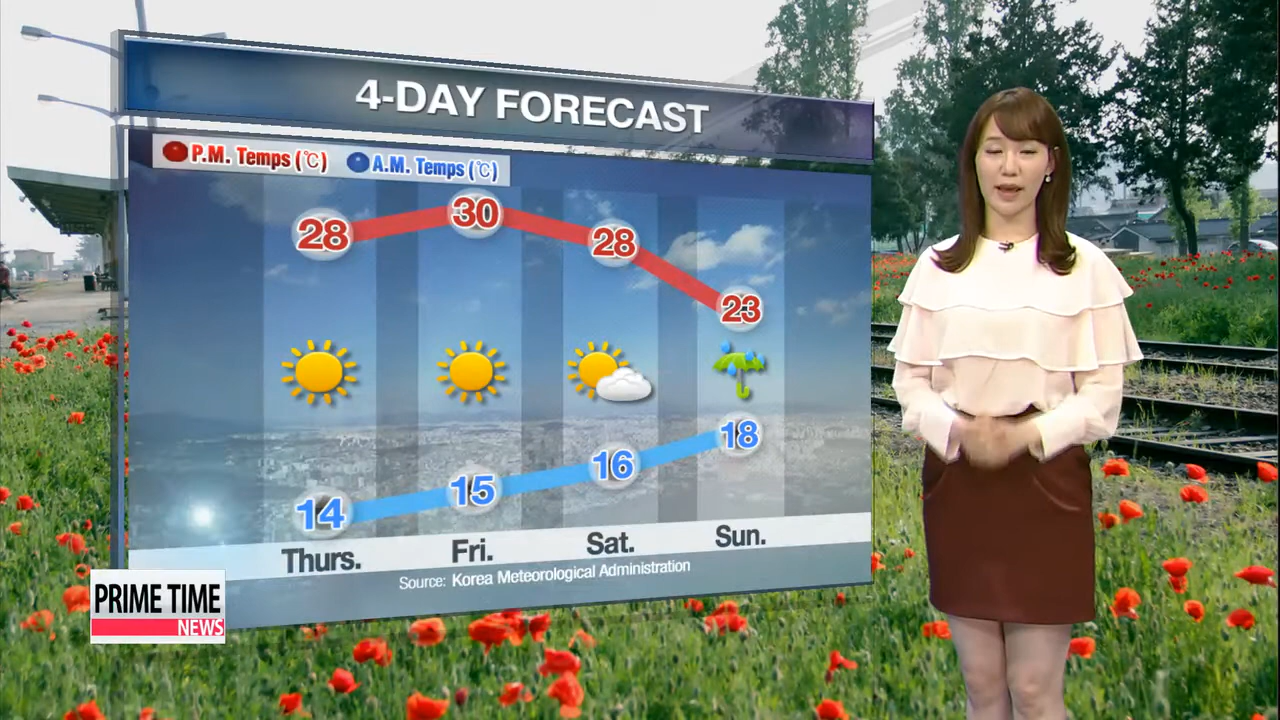 4-DAY FORECAST
P.M. Temps (℃) A.M. Temps (℃)
28 30 28 23
14 15 16 18
Thurs. Fri. Sat. Sun.
Source: Korea Meteorological Administration
PRIME TIME
NEWS